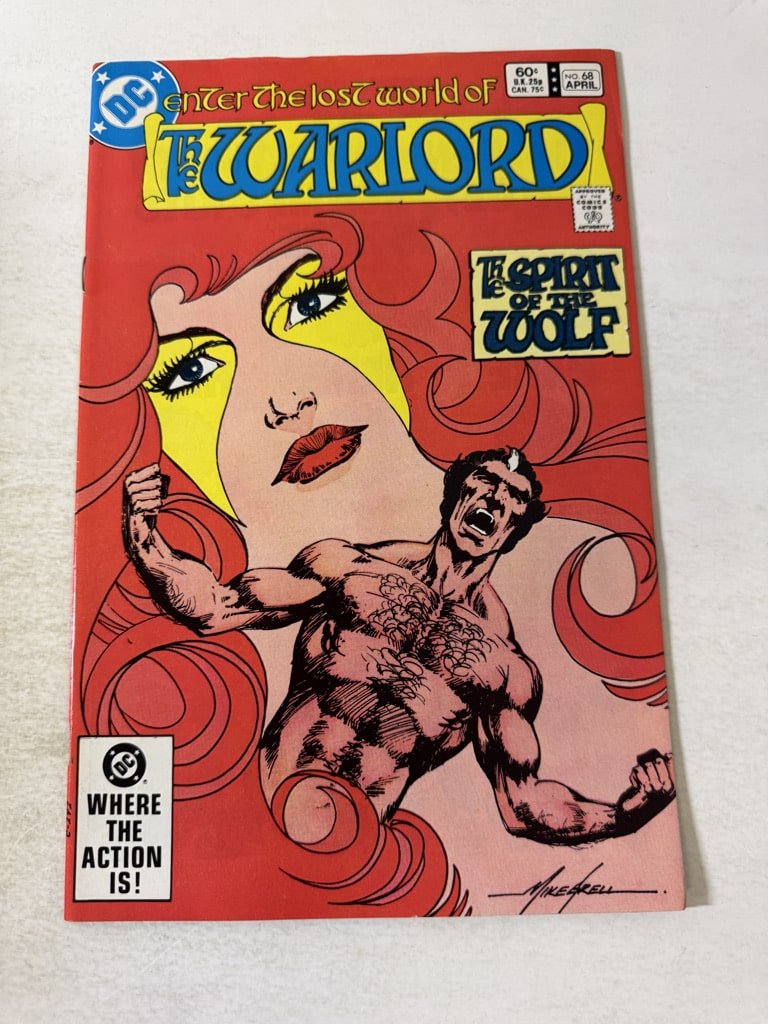 DC
enter the lost world of
THE WARLORD
60¢
U.K. 25p
CAN. 75¢
NO. 68
APRIL
APPROVED
BY THE
COMICS
CODE
AUTHORITY
THE SPIRIT
OF THE
WOLF
DC
WHERE
THE
ACTION
IS!
MIKE GRELL